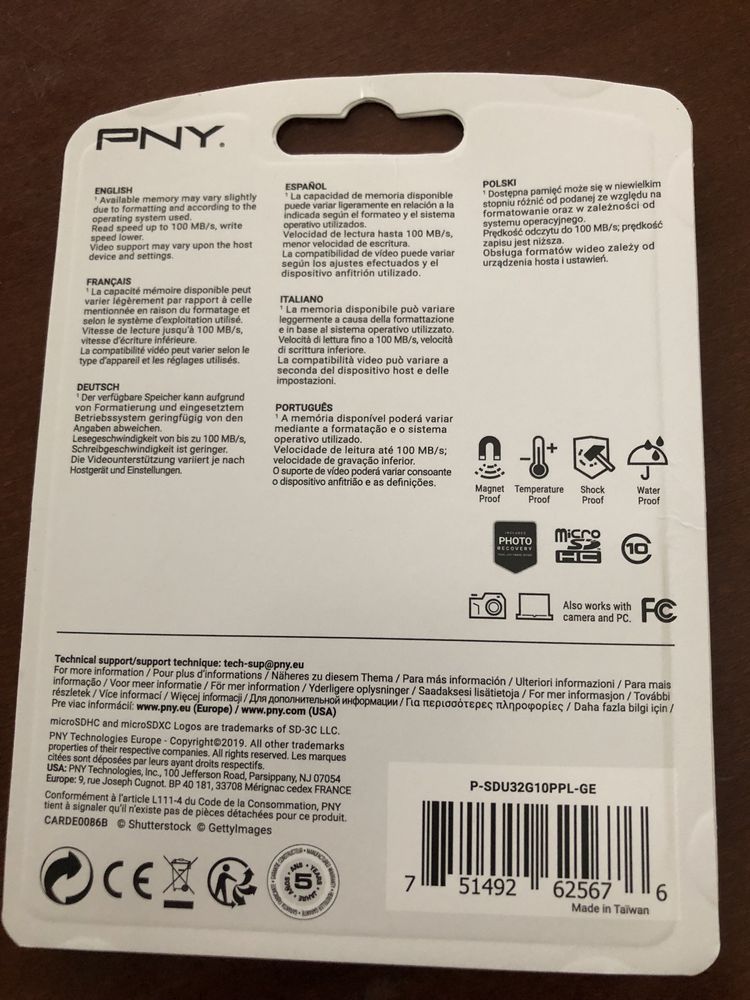 PNY®
ENGLISH
¹ Available memory may vary slightly
due to formatting and according to the
operating system used.
Read speed up to 100 MB/s, write
speed lower.
Video support may vary upon the host
device and settings.
FRANÇAIS
¹ La capacité mémoire disponible peut
varier légèrement par rapport à celle
mentionnée en raison du formatage et
selon le système d'exploitation utilisé.
Vitesse de lecture jusqu'à 100 MB/s,
vitesse d'écriture inférieure.
La compatibilité vidéo peut varier selon le
type d'appareil et les réglages utilisés.
DEUTSCH
¹ Der verfügbare Speicher kann aufgrund
von Formatierung und eingesetztem
Betriebssystem geringfügig von den
Angaben abweichen.
Lesegeschwindigkeit von bis zu 100 MB/s,
Schreibgeschwindigkeit ist geringer.
Die Videounterstützung variiert je nach
Hostgerät und Einstellungen.
ESPAÑOL
¹ La capacidad de memoria disponible
puede variar ligeramente en relación a la
indicada según el formateo y el sistema
operativo utilizados.
Velocidad de lectura hasta 100 MB/s,
menor velocidad de escritura.
La compatibilidad de vídeo puede variar
según los ajustes efectuados y el
dispositivo anfitrión utilizado.
ITALIANO
¹ La memoria disponibile può variare
leggermente a causa della formattazione
e in base al sistema operativo utilizzato.
Velocità di lettura fino a 100 MB/s, velocità
di scrittura inferiore.
La compatibilità video può variare a
seconda del dispositivo host e delle
impostazioni.
PORTUGUÊS
¹ A memória disponível poderá variar
mediante a formatação e o sistema
operativo utilizado.
Velocidade de leitura até 100 MB/s;
velocidade de gravação inferior.
O suporte de vídeo poderá variar consoante
o dispositivo anfitrião e as definições.
POLSKI
¹ Dostępna pamięć może się w niewielkim
stopniu różnić od podanej ze względu na
formatowanie oraz w zależności od
systemu operacyjnego.
Prędkość odczytu do 100 MB/s; prędkość
zapisu jest niższa.
Obsługa formatów wideo zależy od
urządzenia hosta i ustawień.
Magnet Proof
Temperature Proof
Shock Proof
Water Proof
INCLUDES
PHOTO
RECOVERY
micro SD HC
10
Also works with
camera and PC.
FC
Technical support/support technique: tech-sup@pny.eu
For more information / Pour plus d'informations / Näheres zu diesem Thema / Para más información / Ulteriori informazioni / Para mais
informação / Voor meer informatie / För mer information / Yderligere oplysninger / Saadaksesi lisätietoja / For mer informasjon / További
részletek / Více informací / Więcej informacji / Для дополнительной информации / Για περισσότερες πληροφορίες / Daha fazla bilgi için /
Pre viac informácií: www.pny.eu (Europe) / www.pny.com (USA)
microSDHC and microSDXC Logos are trademarks of SD-3C LLC.
PNY Technologies Europe - Copyright©2019. All other trademarks
properties of their respective companies. All rights reserved. Les marques
citées sont déposées par leurs ayant droits respectifs.
USA: PNY Technologies, Inc., 100 Jefferson Road, Parsippany, NJ 07054
Europe: 9, rue Joseph Cugnot. BP 40 181, 33708 Mérignac cedex FRANCE
Conformément à l'article L111-4 du Code de la Consommation, PNY
tient à signaler qu'il n'existe pas de pièces détachées pour ce produit.
CARDE0086B © Shutterstock © GettyImages
CE
5
YEARS
ANS
AÑOS
JAHRE
P-SDU32G10PPL-GE
7 51492 62567 6
Made in Taïwan